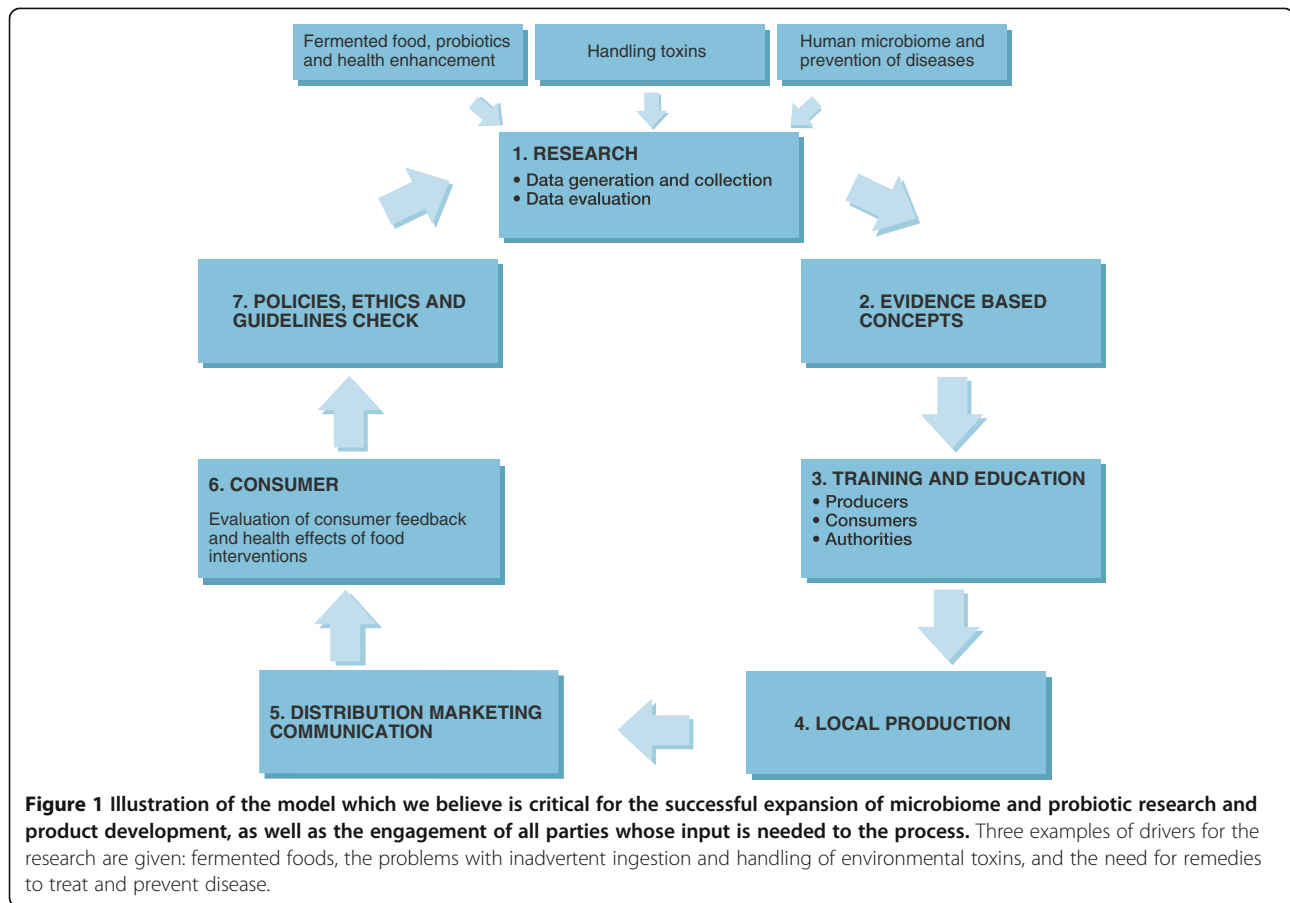 Fermented food, probiotics
and health enhancement
Handling toxins
Human microbiome and
prevention of diseases
1. RESEARCH
• Data generation and collection
• Data evaluation
7. POLICIES, ETHICS AND
GUIDELINES CHECK
2. EVIDENCE BASED
CONCEPTS
6. CONSUMER
Evaluation of consumer feedback
and health effects of food
interventions
3. TRAINING AND EDUCATION
• Producers
• Consumers
• Authorities
5. DISTRIBUTION MARKETING
COMMUNICATION
4. LOCAL PRODUCTION
Figure 1 Illustration of the model which we believe is critical for the successful expansion of microbiome and probiotic research and
product development, as well as the engagement of all parties whose input is needed to the process. Three examples of drivers for the
research are given: fermented foods, the problems with inadvertent ingestion and handling of environmental toxins, and the need for remedies
to treat and prevent disease.